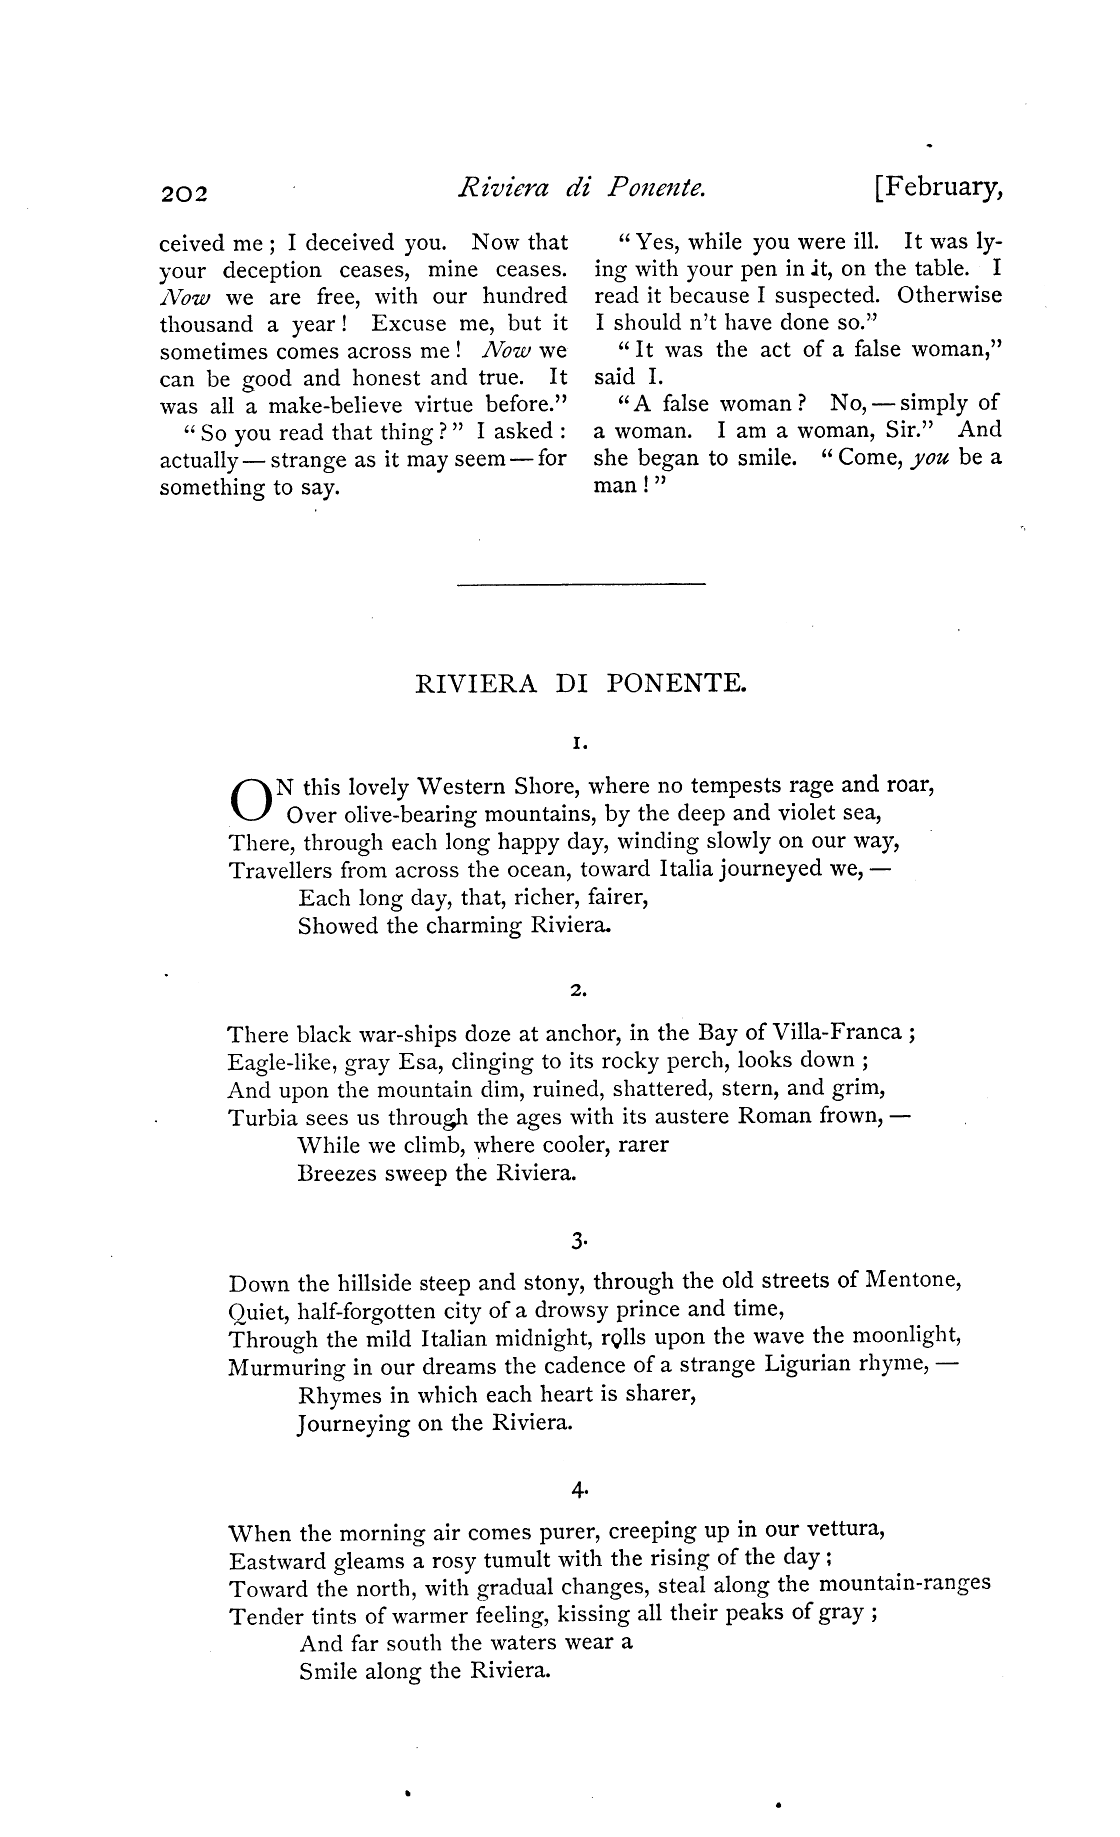 202 Riviera di Ponente. [February,
ceived me ; I deceived you. Now that
your deception ceases, mine ceases.
Now we are free, with our hundred
thousand a year ! Excuse me, but it
sometimes comes across me ! Now we
can be good and honest and true. It
was all a make-believe virtue before.”
“ So you read that thing ? ” I asked :
actually — strange as it may seem — for
something to say.
“ Yes, while you were ill. It was ly-
ing with your pen in it, on the table. I
read it because I suspected. Otherwise
I should n't have done so.”
“ It was the act of a false woman,”
said I.
“ A false woman ? No, — simply of
a woman. I am a woman, Sir.” And
she began to smile. “ Come, you be a
man ! ”
RIVIERA DI PONENTE.
1.
ON this lovely Western Shore, where no tempests rage and roar,
Over olive-bearing mountains, by the deep and violet sea,
There, through each long happy day, winding slowly on our way,
Travellers from across the ocean, toward Italia journeyed we, —
Each long day, that, richer, fairer,
Showed the charming Riviera.
2.
There black war-ships doze at anchor, in the Bay of Villa-Franca ;
Eagle-like, gray Esa, clinging to its rocky perch, looks down ;
And upon the mountain dim, ruined, shattered, stern, and grim,
Turbia sees us through the ages with its austere Roman frown, —
While we climb, where cooler, rarer
Breezes sweep the Riviera.
3.
Down the hillside steep and stony, through the old streets of Mentone,
Quiet, half-forgotten city of a drowsy prince and time,
Through the mild Italian midnight, rolls upon the wave the moonlight,
Murmuring in our dreams the cadence of a strange Ligurian rhyme, —
Rhymes in which each heart is sharer,
Journeying on the Riviera.
4.
When the morning air comes purer, creeping up in our vettura,
Eastward gleams a rosy tumult with the rising of the day ;
Toward the north, with gradual changes, steal along the mountain-ranges
Tender tints of warmer feeling, kissing all their peaks of gray ;
And far south the waters wear a
Smile along the Riviera.